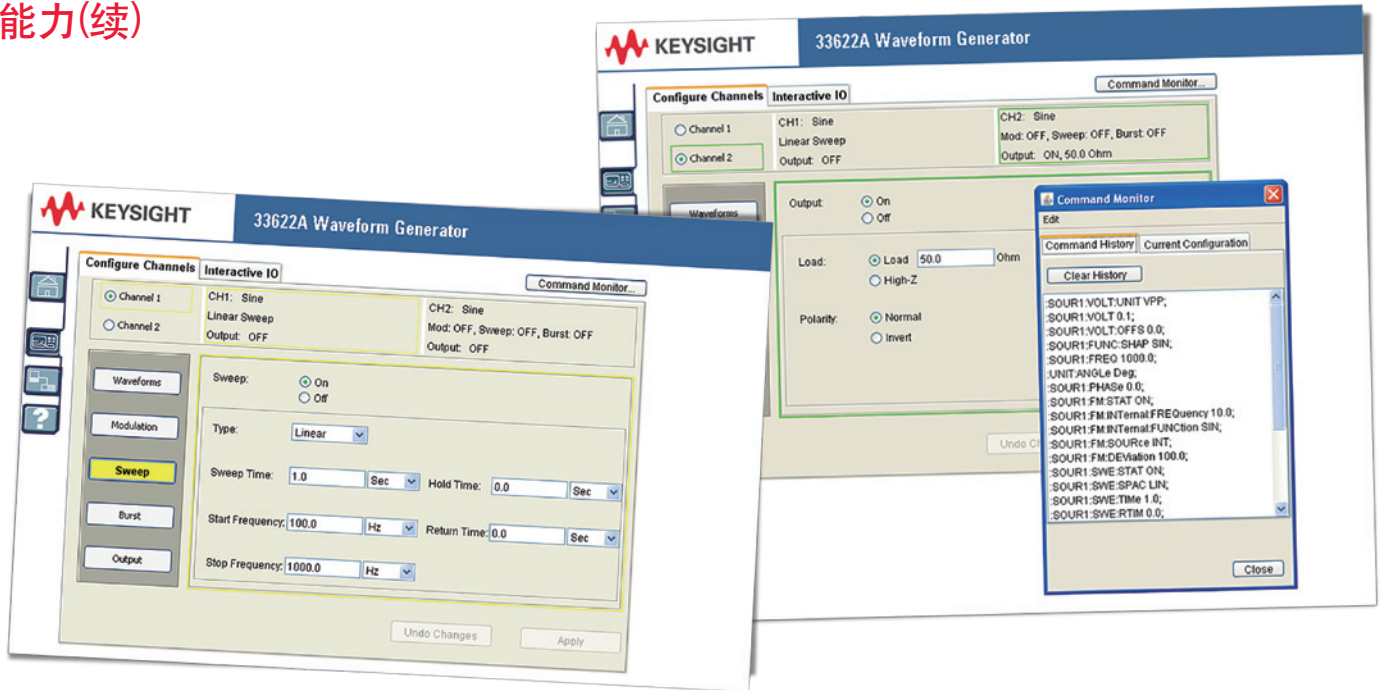 能力(续)
KEYSIGHT
33622A Waveform Generator
Configure Channels
Interactive IO
Command Monitor...
Channel 1
Channel 2
CH1: Sine
Linear Sweep
Output: OFF
CH2: Sine
Mod: OFF, Sweep: OFF, Burst: OFF
Output: OFF
Waveforms
Modulation
Sweep
Burst
Output
Sweep:
On
Off
Type:
Linear
Sweep Time:
1.0
Sec
Hold Time:
0.0
Sec
Start Frequency:
100.0
Hz
Return Time:
0.0
Sec
Stop Frequency:
1000.0
Hz
Undo Changes
Apply
KEYSIGHT
33622A Waveform Generator
Configure Channels
Interactive IO
Command Monitor...
Channel 1
Channel 2
CH1: Sine
Linear Sweep
Output: OFF
CH2: Sine
Mod: OFF, Sweep: OFF, Burst: OFF
Output: ON, 50.0 Ohm
Waveforms
Output:
On
Off
Load:
Load
50.0
Ohm
High-Z
Polarity:
Normal
Invert
Undo
Command Monitor
Edit
Command History
Current Configuration
Clear History
:SOUR1:VOLT:UNIT VPP;
:SOUR1:VOLT 0.1;
:SOUR1:VOLT:OFFS 0.0;
:SOUR1:FUNC:SHAP SIN;
:SOUR1:FREQ 1000.0;
:UNIT:ANGLe Deg;
:SOUR1:PHASe 0.0;
:SOUR1:FM:STAT ON;
:SOUR1:FM:INTernal:FREQuency 10.0;
:SOUR1:FM:INTernal:FUNCtion SIN;
:SOUR1:FM:SOURce INT;
:SOUR1:FM:DEViation 100.0;
:SOUR1:SWE:STAT ON;
:SOUR1:SWE:SPAC LIN;
:SOUR1:SWE:TIMe 1.0;
:SOUR1:SWE:RTIM 0.0;
Close